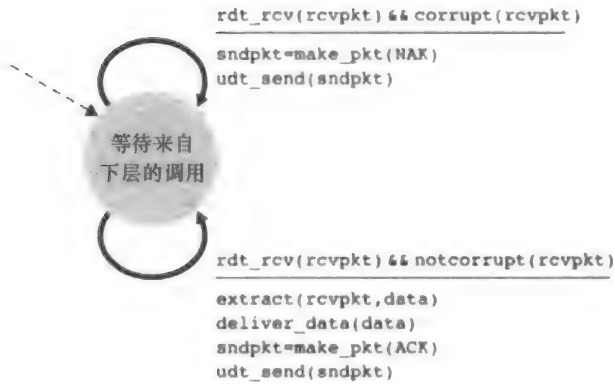 rdt_rcv(rcvpkt) && corrupt(rcvpkt)
sndpkt=make_pkt(NAK)
udt_send(sndpkt)
等待来自
下层的调用
rdt_rcv(rcvpkt) && notcorrupt(rcvpkt)
extract(rcvpkt,data)
deliver_data(data)
sndpkt=make_pkt(ACK)
udt_send(sndpkt)